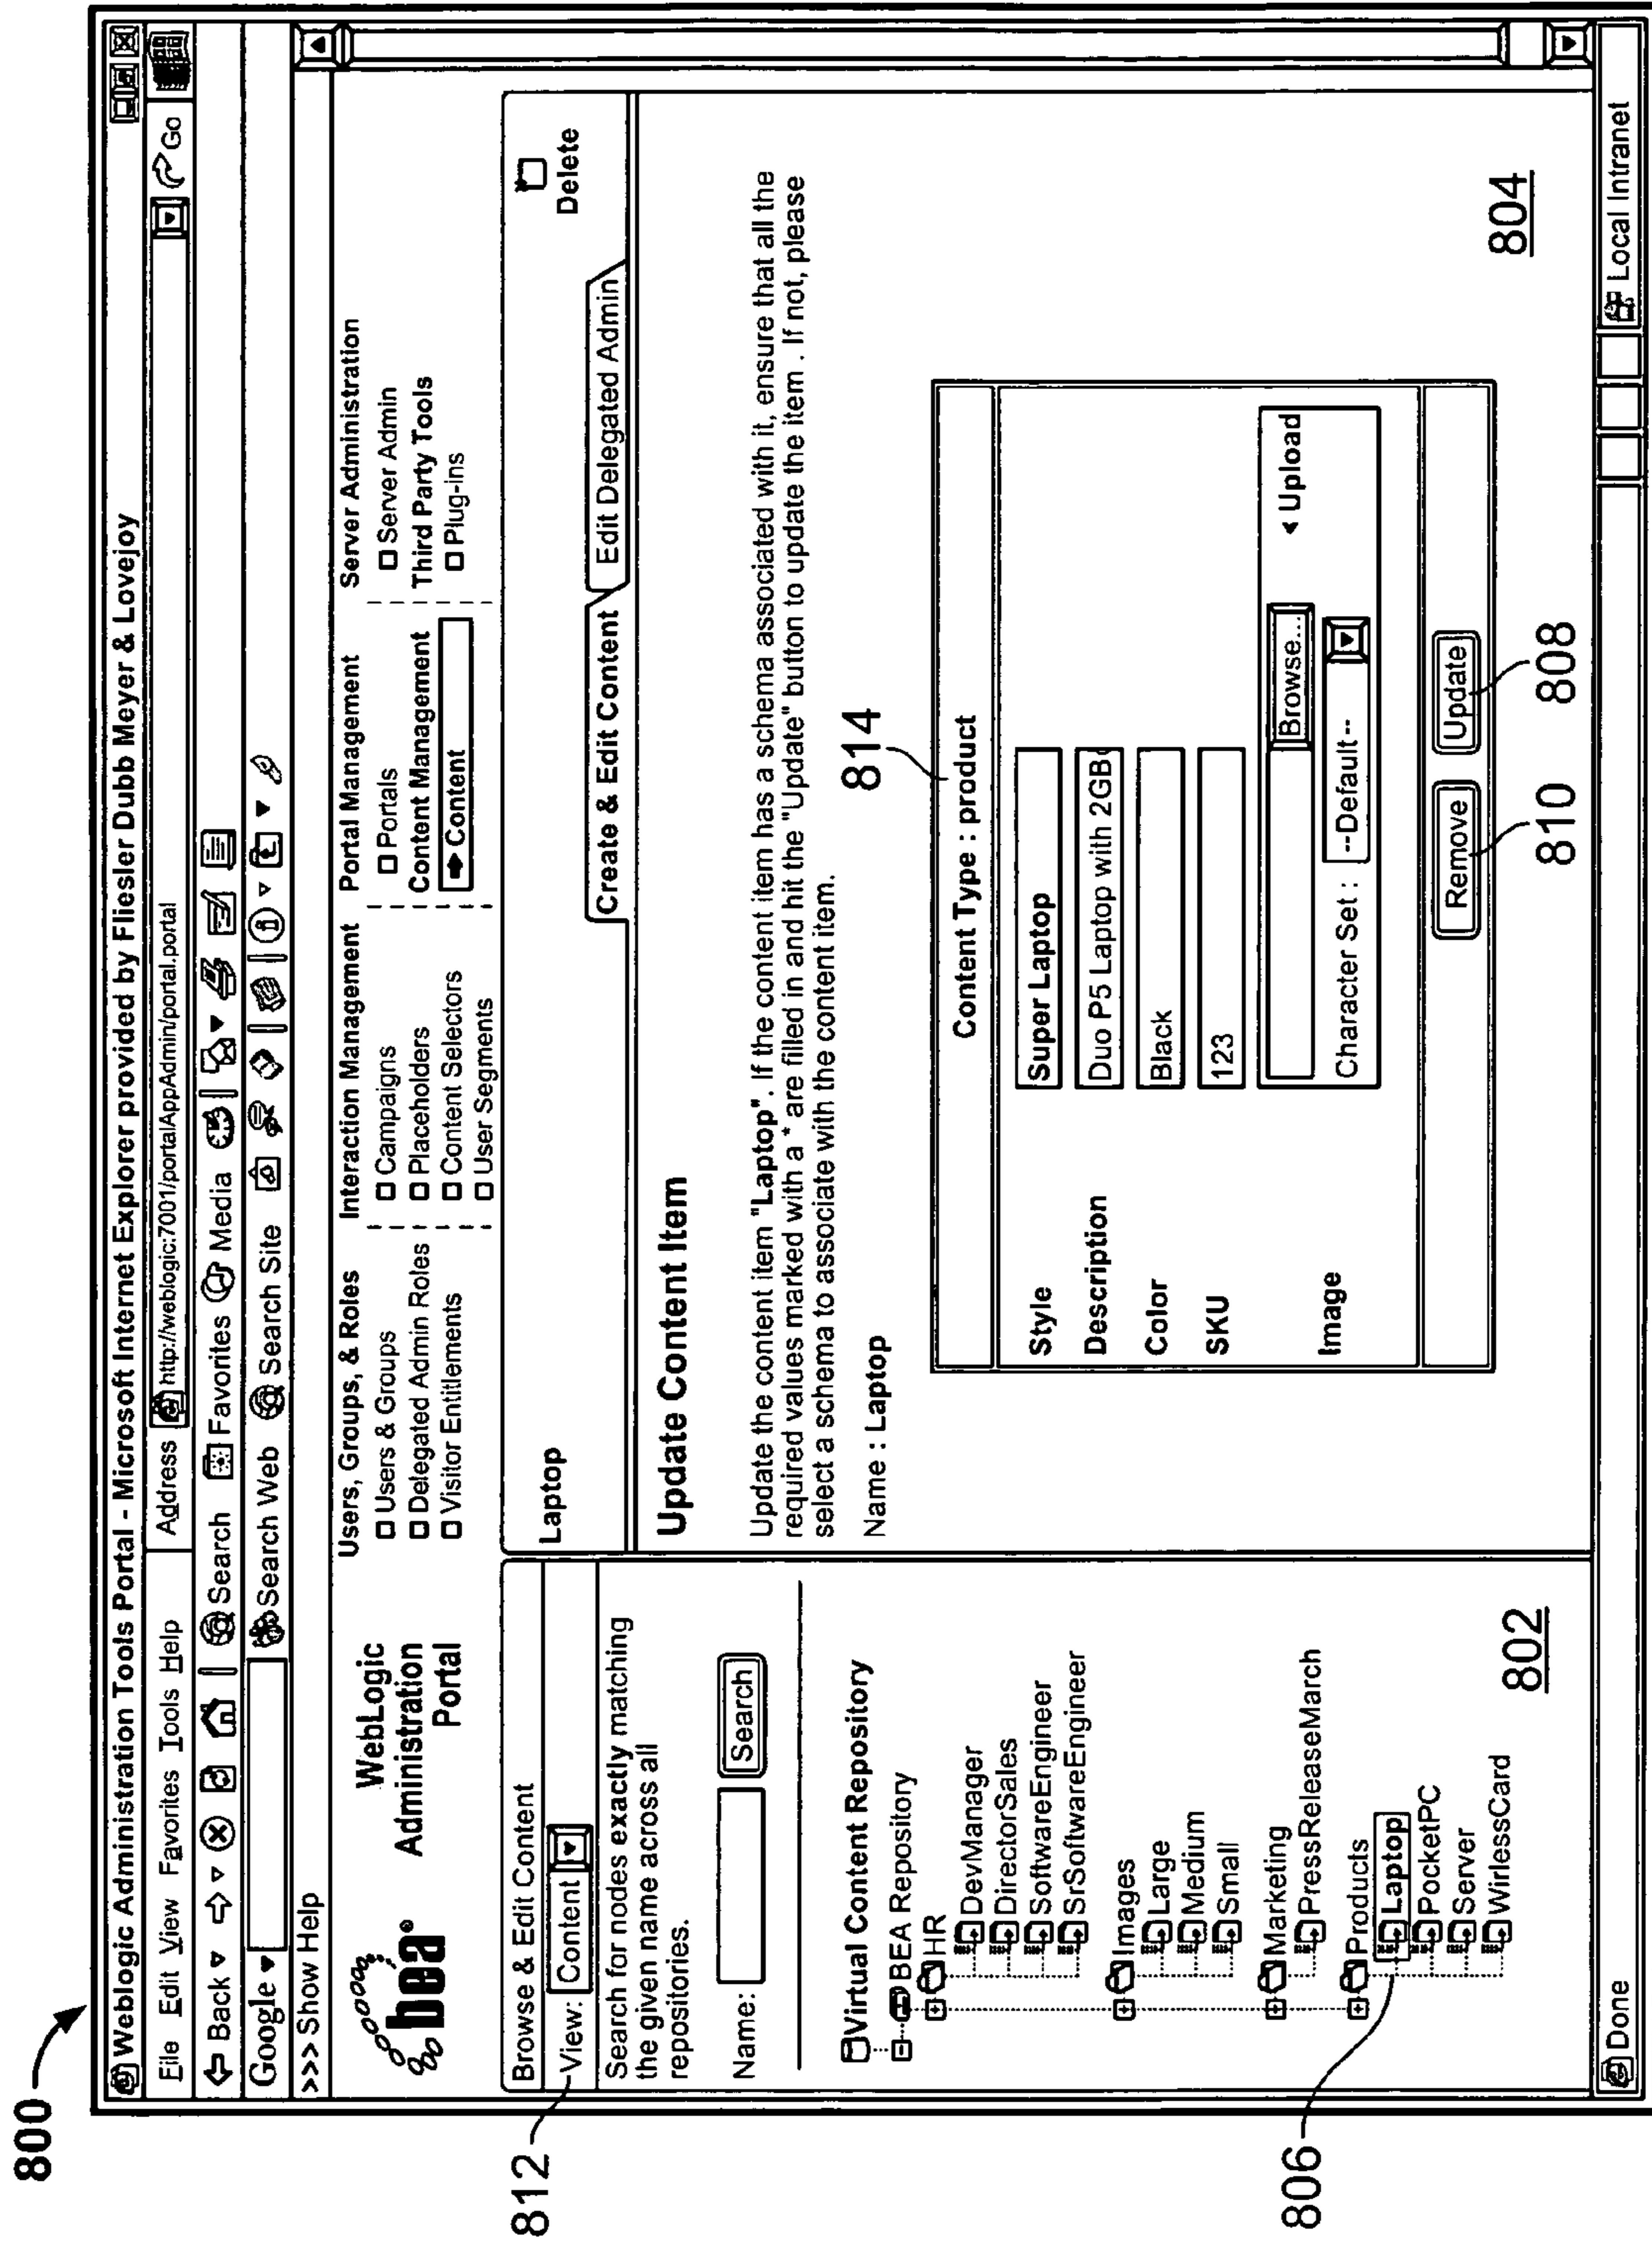 800
Weblogic Administration Tools Portal - Microsoft Internet Explorer provided by Fliesler Dubb Meyer & Lovejoy
File Edit View Favorites Tools Help
Address http://weblogic:7001/portalAppAdmin/portal.portal
Go
Back
Search
Favorites
Media
Google
Search Web
Search Site
>>> Show Help
bea
WebLogic
Administration
Portal
Users, Groups, & Roles
Users & Groups
Delegated Admin Roles
Visitor Entitlements
Interaction Management
Campaigns
Placeholders
Content Selectors
User Segments
Portal Management
Portals
Content Management
Content
Server Administration
Server Admin
Third Party Tools
Plug-ins
812
Browse & Edit Content
View: Content
Search for nodes exactly matching
the given name across all
repositories.
Name:
Search
Virtual Content Repository
BEA Repository
HR
DevManager
DirectorSales
SoftwareEngineer
SrSoftwareEngineer
Images
Large
Medium
Small
Marketing
PressReleaseMarch
Products
Laptop
PocketPC
Server
WirlessCard
806
802
Laptop
Delete
Create & Edit Content
Edit Delegated Admin
Update Content Item
Update the content item "Laptop". If the content item has a schema associated with it, ensure that all the
required values marked with a * are filled in and hit the "Update" button to update the item . If not, please
select a schema to associate with the content item.
Name : Laptop
814
Content Type : product
Style
Super Laptop
Description
Duo P5 Laptop with 2GB
Color
Black
SKU
123
Image
Browse...
Upload
Character Set : --Default--
Remove
Update
810
808
804
Done
Local Intranet